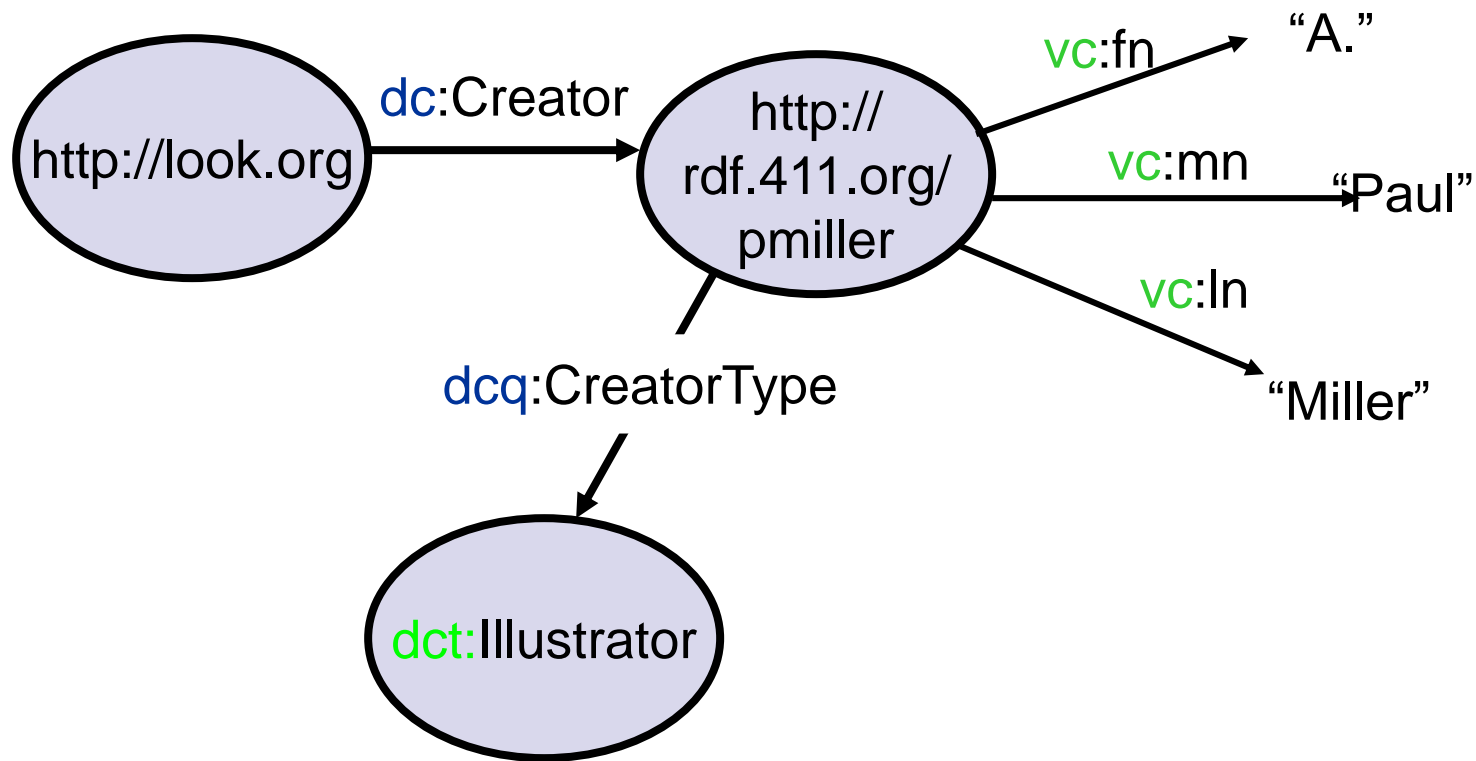 http://look.org
dc:Creator
http://
rdf.411.org/
pmiller
vc:fn
“A.”
vc:mn
“Paul”
vc:ln
“Miller”
dcq:CreatorType
dct:Illustrator